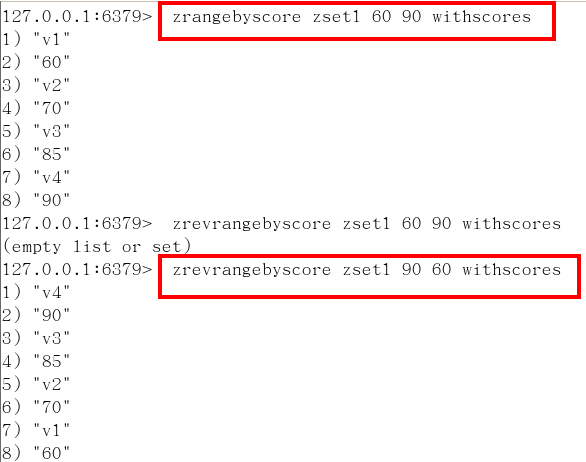 127.0.0.1:6379> zrangebyscore zset1 60 90 withscores
1) "v1"
2) "60"
3) "v2"
4) "70"
5) "v3"
6) "85"
7) "v4"
8) "90"
127.0.0.1:6379> zrevrangebyscore zset1 60 90 withscores
(empty list or set)
127.0.0.1:6379> zrevrangebyscore zset1 90 60 withscores
1) "v4"
2) "90"
3) "v3"
4) "85"
5) "v2"
6) "70"
7) "v1"
8) "60"